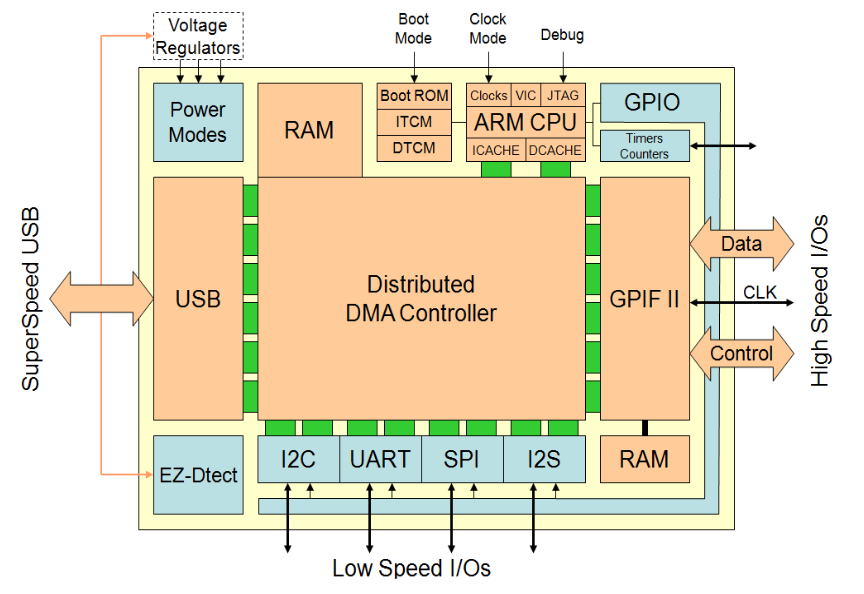 Voltage
Regulators
Boot
Mode
Clock
Mode
Debug
Power
Modes
RAM
Boot ROM
ITCM
DTCM
Clocks
VIC
JTAG
ARM CPU
ICACHE
DCACHE
GPIO
Timers
Counters
SuperSpeed USB
USB
Distributed
DMA Controller
GPIF II
Data
CLK
Control
High Speed I/Os
EZ-Dtect
I2C
UART
SPI
I2S
RAM
Low Speed I/Os